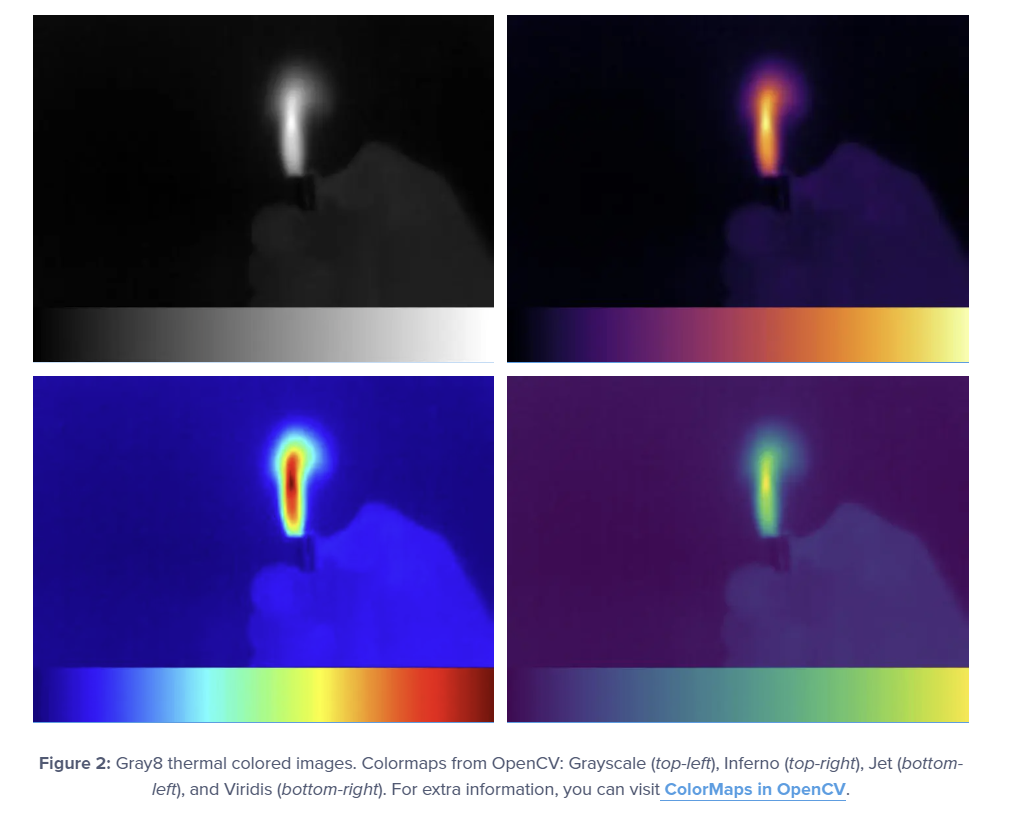 Figure 2: Gray8 thermal colored images. Colormaps from OpenCV: Grayscale (top-left), Inferno (top-right), Jet (bottom-
left), and Viridis (bottom-right). For extra information, you can visit ColorMaps in OpenCV.